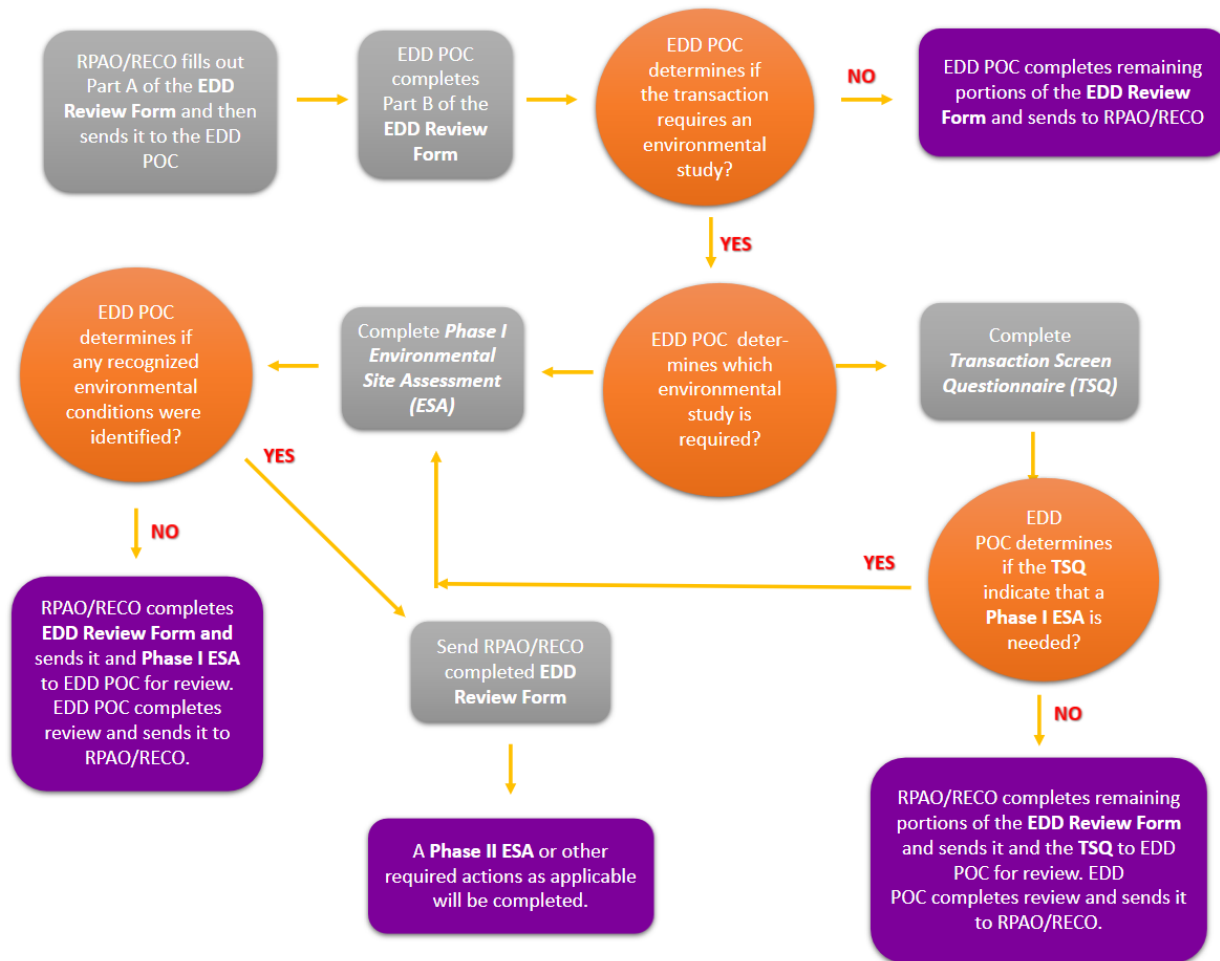 RPAO/RECO fills out
Part A of the EDD
Review Form and then
sends it to the EDD
POC
EDD POC
completes
Part B of the
EDD Review
Form
EDD POC
determines if
the transaction
requires an
environmental
study?
NO
EDD POC completes remaining
portions of the EDD Review
Form and sends to RPAO/RECO
YES
EDD POC
determines if
any recognized
environmental
conditions were
identified?
Complete Phase I
Environmental
Site Assessment
(ESA)
EDD POC  deter-
mines which
environmental
study is
required?
Complete
Transaction Screen
Questionnaire (TSQ)
YES
NO
YES
EDD
POC determines
if the TSQ
indicate that a
Phase I ESA is
needed?
RPAO/RECO completes
EDD Review Form and
sends it and Phase I ESA
to EDD POC for review.
EDD POC completes
review and sends it to
RPAO/RECO.
Send RPAO/RECO
completed EDD
Review Form
NO
A Phase II ESA or other
required actions as applicable
will be completed.
RPAO/RECO completes remaining
portions of the EDD Review Form
and sends it and the TSQ to EDD
POC for review. EDD
POC completes review and sends it
to RPAO/RECO.